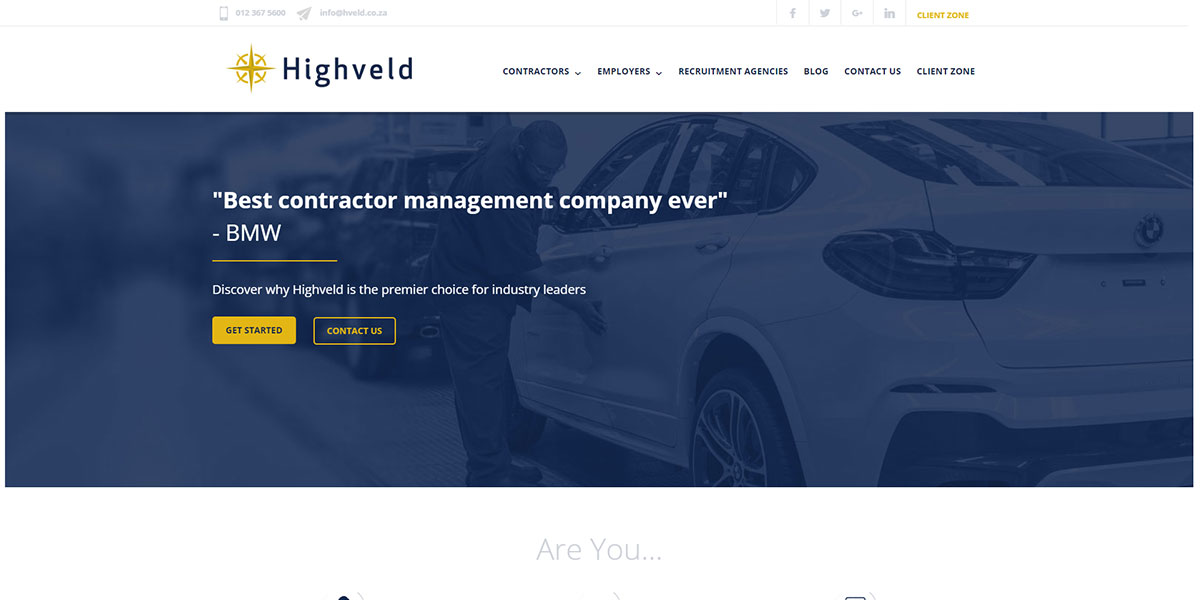 012 367 5600 info@hveld.co.za
CLIENT ZONE
Highveld
CONTRACTORS EMPLOYERS RECRUITMENT AGENCIES BLOG CONTACT US CLIENT ZONE
"Best contractor management company ever"
- BMW
Discover why Highveld is the premier choice for industry leaders
GET STARTED CONTACT US
Are You...